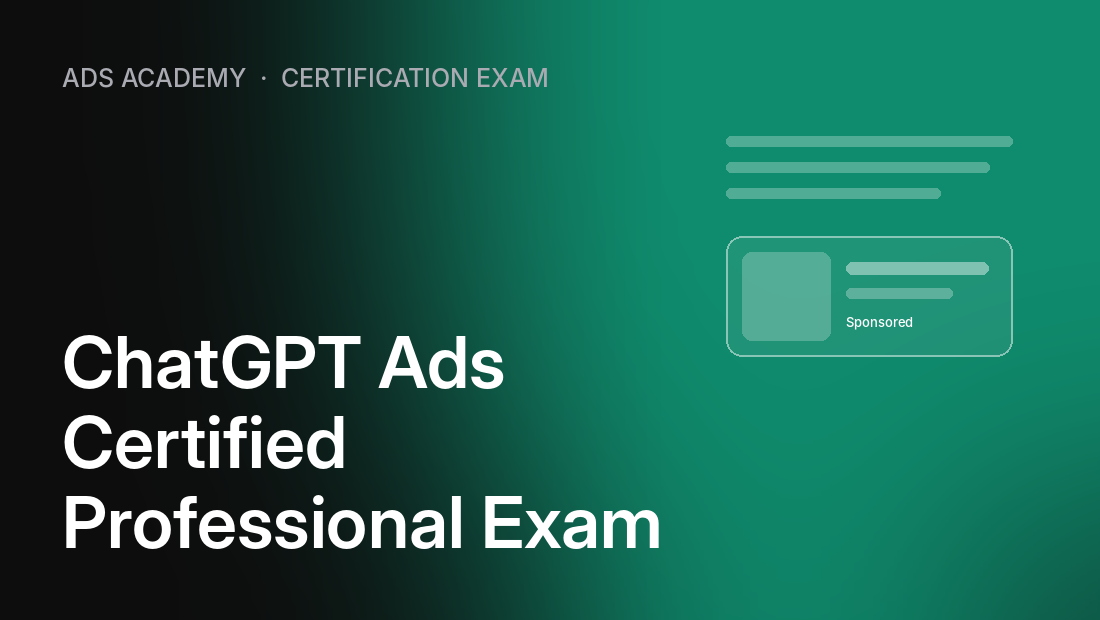 ADS ACADEMY · CERTIFICATION EXAM
Sponsored
ChatGPT Ads
Certified
Professional Exam